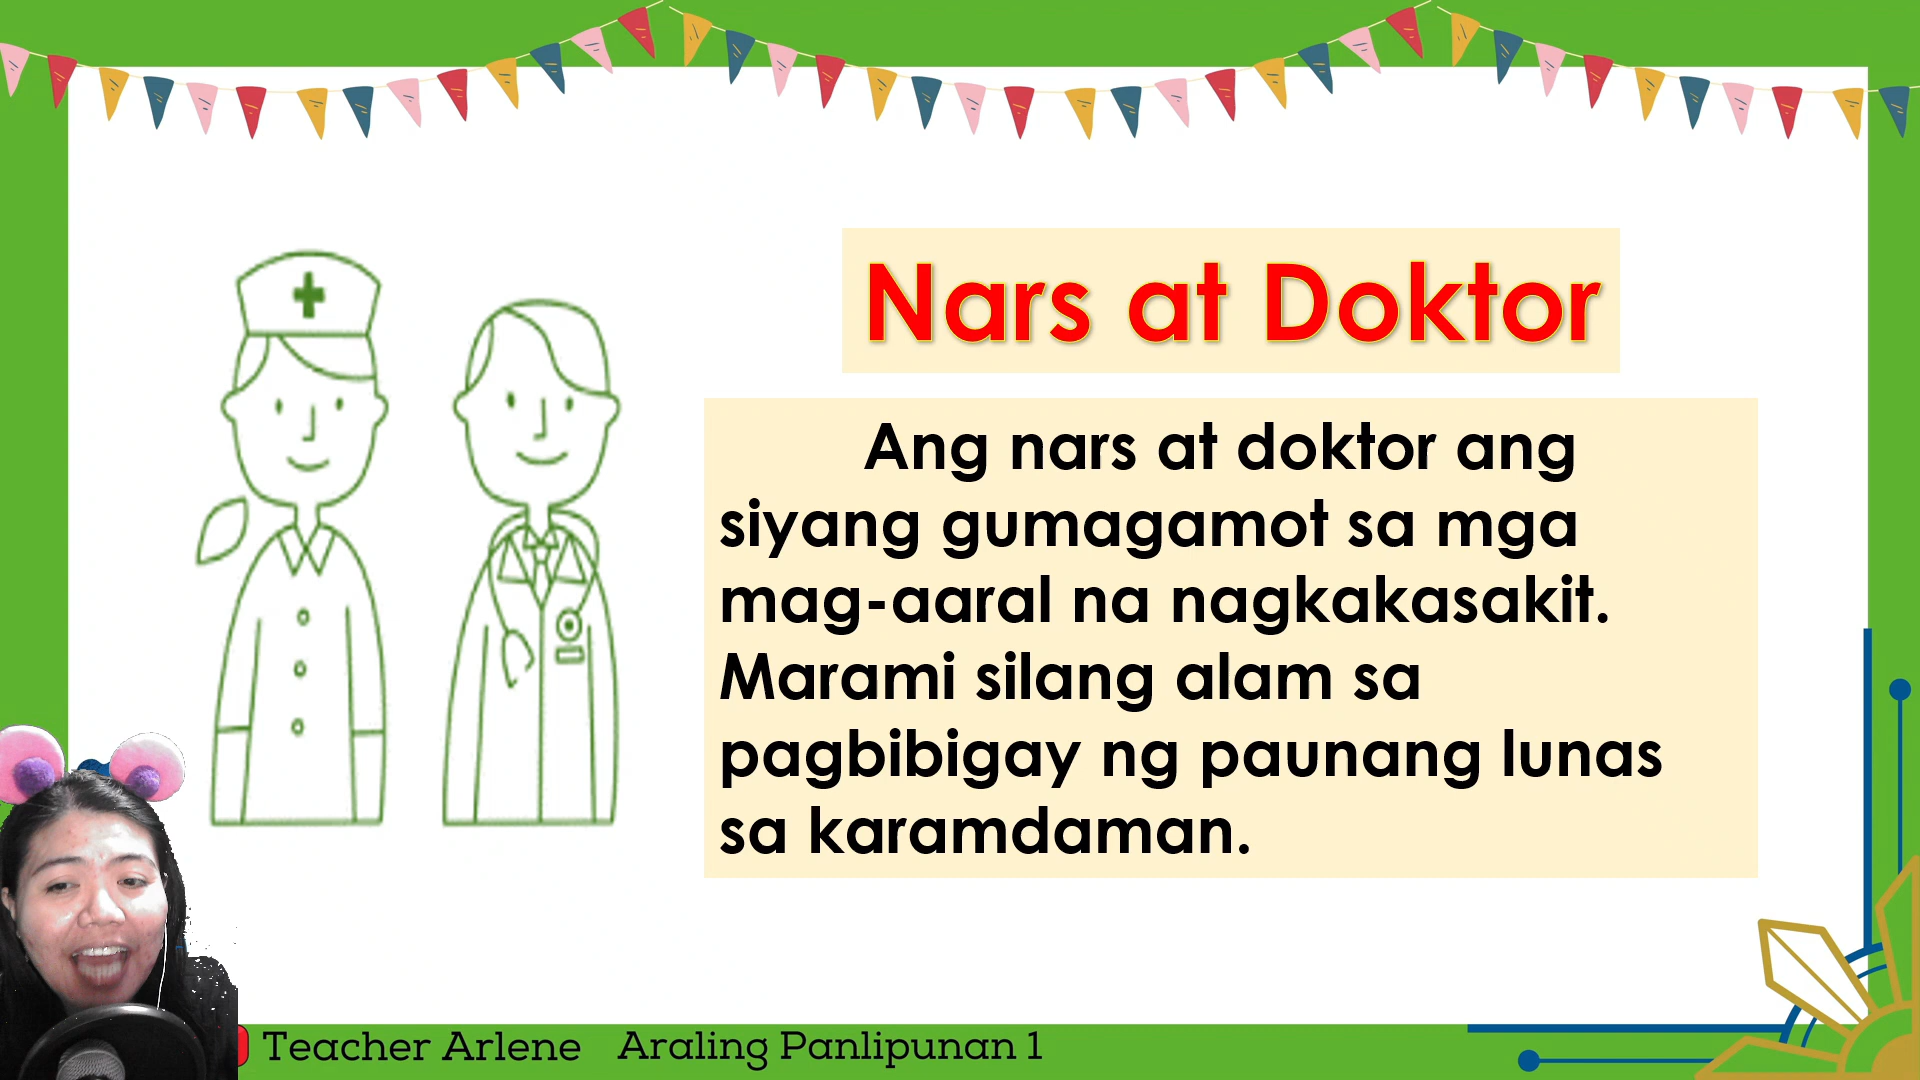 Nars at Doktor
Ang nars at doktor ang
siyang gumagamot sa mga
mag-aaral na nagkakasakit.
Marami silang alam sa
pagbibigay ng paunang lunas
sa karamdaman.
Teacher Arlene Araling Panlipunan 1